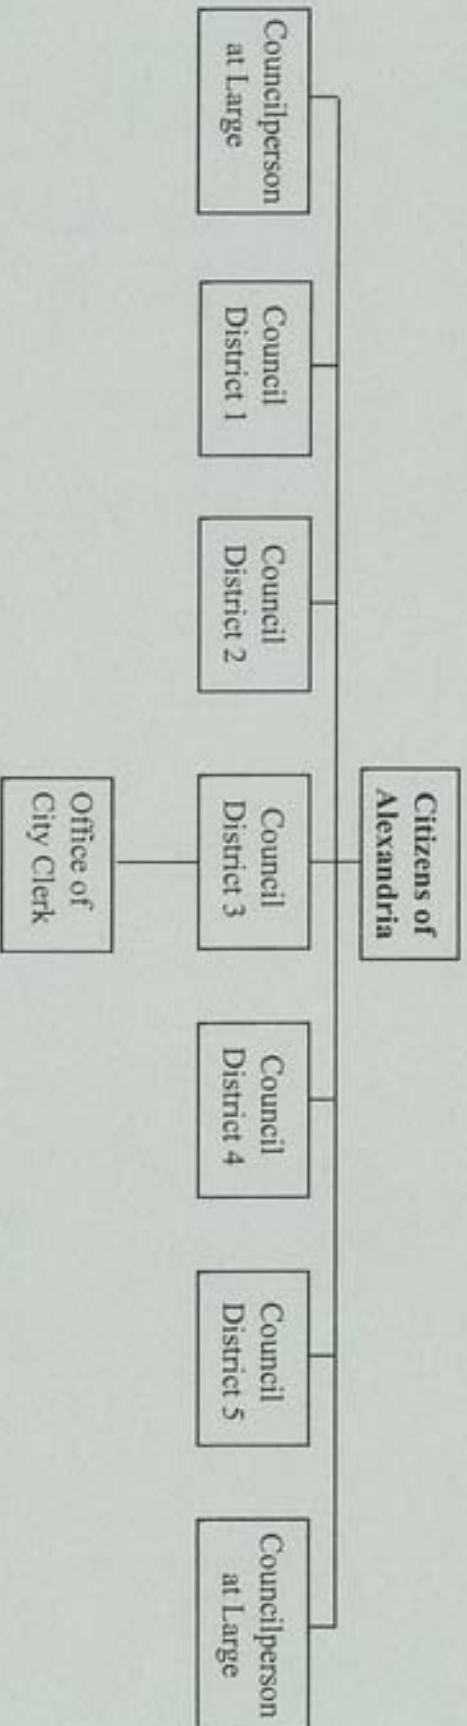 Citizens of
Alexandria
Councilperson
at Large
Council
District 1
Council
District 2
Council
District 3
Council
District 4
Council
District 5
Councilperson
at Large
Office of
City Clerk